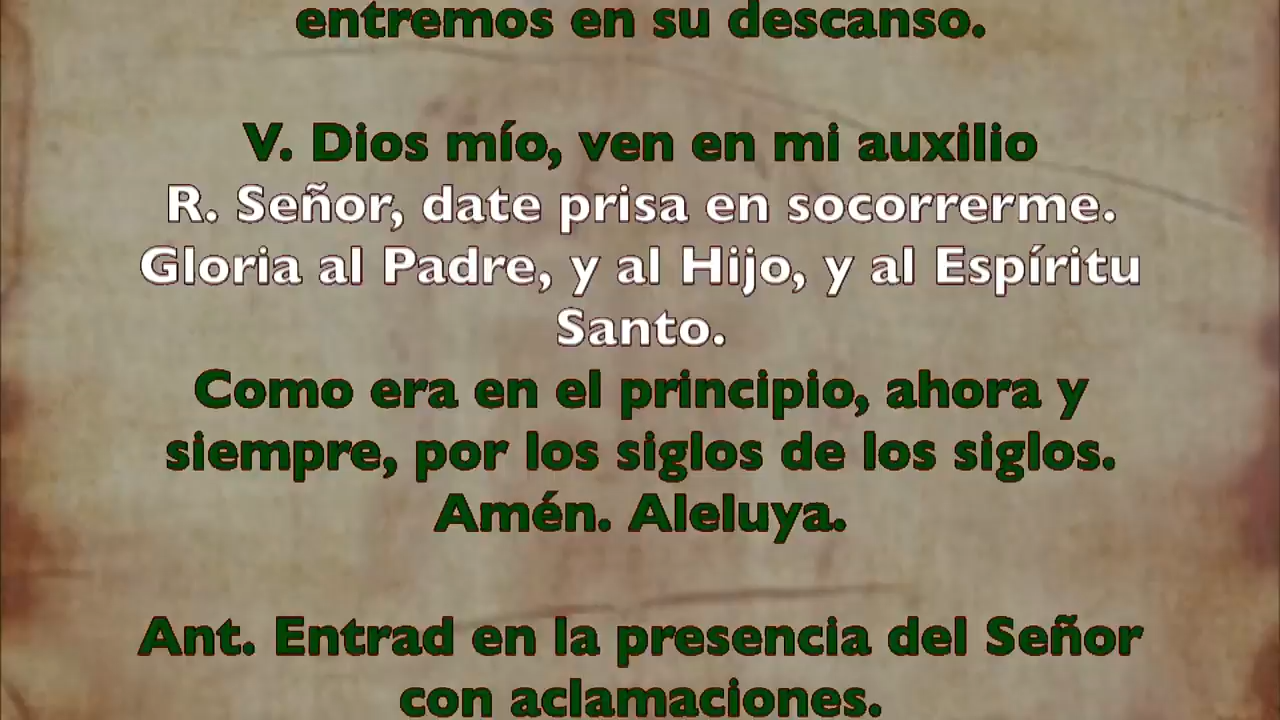 entremos en su descanso.
V. Dios mío, ven en mi auxilio
R. Señor, date prisa en socorrerme.
Gloria al Padre, y al Hijo, y al Espíritu
Santo.
Como era en el principio, ahora y
siempre, por los siglos de los siglos.
Amén. Aleluya.
Ant. Entrad en la presencia del Señor
con aclamaciones.